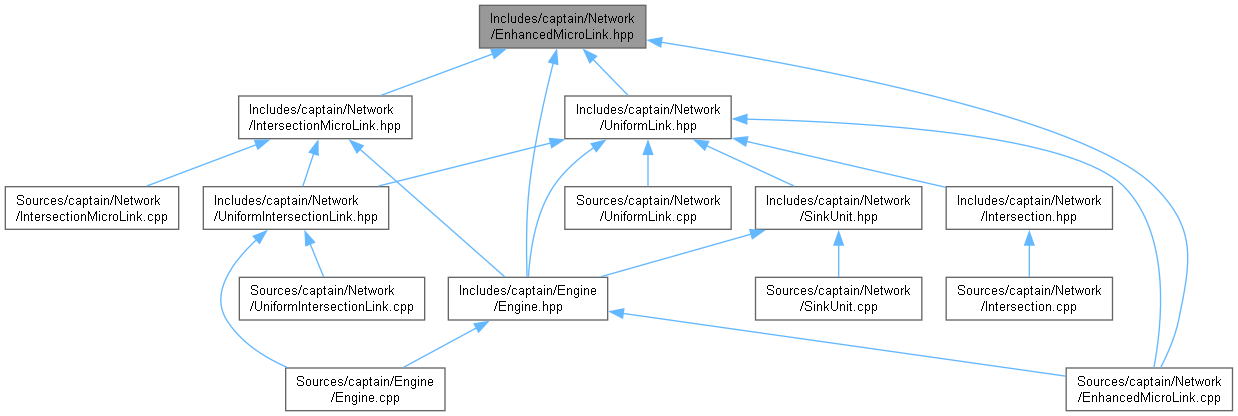 Includes/captain/Network
/EnhancedMicroLink.hpp
Includes/captain/Network
/IntersectionMicroLink.hpp
Includes/captain/Network
/UniformLink.hpp
Sources/captain/Network
/IntersectionMicroLink.cpp
Includes/captain/Network
/UniformIntersectionLink.hpp
Sources/captain/Network
/UniformLink.cpp
Includes/captain/Network
/SinkUnit.hpp
Includes/captain/Network
/Intersection.hpp
Sources/captain/Network
/UniformIntersectionLink.cpp
Includes/captain/Engine
/Engine.hpp
Sources/captain/Network
/SinkUnit.cpp
Sources/captain/Network
/Intersection.cpp
Sources/captain/Engine
/Engine.cpp
Sources/captain/Network
/EnhancedMicroLink.cpp